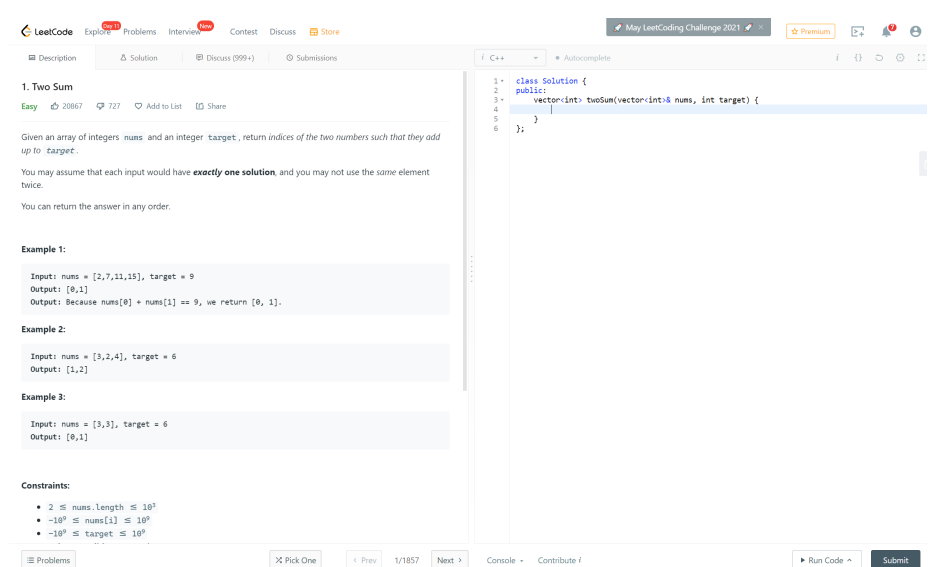 LeetCode Explore Day 11 Problems Interview New Contest Discuss Store
May LeetCoding Challenge 2021 ×
Premium
9
Description Solution Discuss (999+) Submissions
i C++ Autocomplete i {}
1. Two Sum
Easy 20867 727 Add to List Share
Given an array of integers nums and an integer target, return indices of the two numbers such that they add
up to target.
You may assume that each input would have exactly one solution, and you may not use the same element
twice.
You can return the answer in any order.
Example 1:
Input: nums = [2,7,11,15], target = 9
Output: [0,1]
Output: Because nums[0] + nums[1] == 9, we return [0, 1].
Example 2:
Input: nums = [3,2,4], target = 6
Output: [1,2]
Example 3:
Input: nums = [3,3], target = 6
Output: [0,1]
Constraints:
• 2 ≤ nums.length ≤ 10³
• -10⁹ ≤ nums[i] ≤ 10⁹
• -10⁹ ≤ target ≤ 10⁹
1 class Solution {
2 public:
3 vector<int> twoSum(vector<int>& nums, int target) {
4
5 }
6 };
Problems Pick One < Prev 1/1857 Next > Console Contribute i Run Code Submit